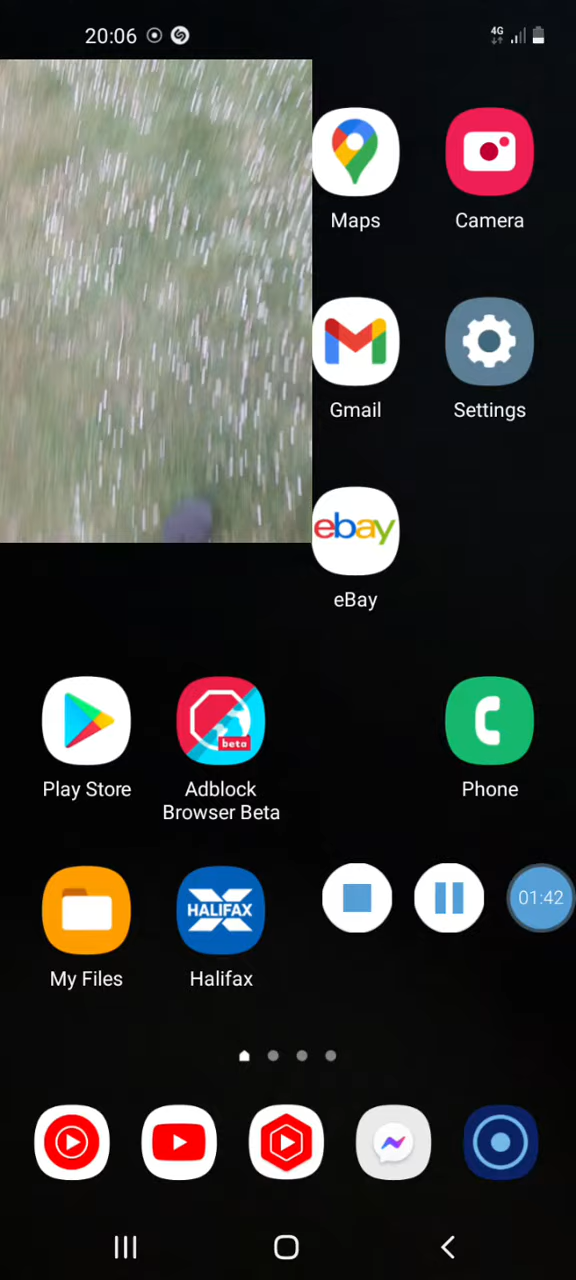 20:06
4G
Maps
Camera
Gmail
Settings
ebay
eBay
beta
Play Store
Adblock
Browser Beta
Phone
HALIFAX
01:42
My Files
Halifax